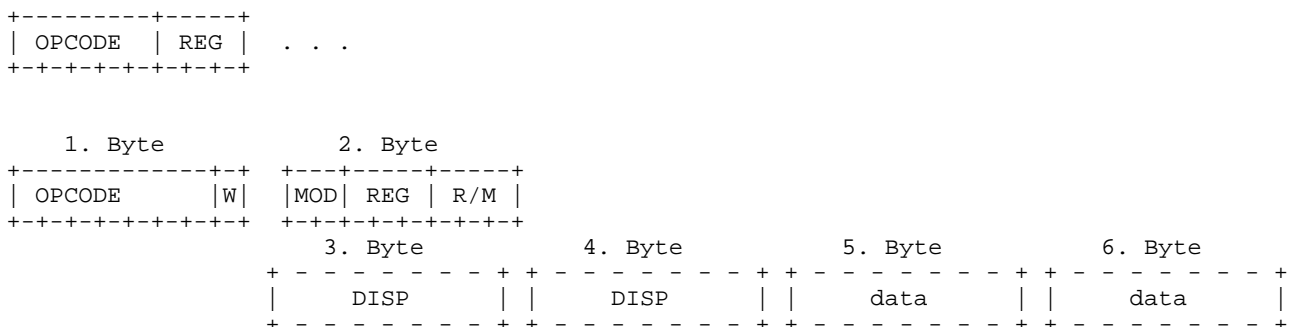 +---------+-----+
| OPCODE | REG | . . .
+-+-+-+-+-+-+-+-+
1. Byte 2. Byte
+-------------+-+ +---+-----+-----+
| OPCODE |W| |MOD| REG | R/M |
+-+-+-+-+-+-+-+-+ +-+-+-+-+-+-+-+-+
3. Byte 4. Byte 5. Byte 6. Byte
+ - - - - - - - + + - - - - - - - + + - - - - - - - + + - - - - - - - +
| DISP | | DISP | | data | | data |
+ - - - - - - - + + - - - - - - - + + - - - - - - - + + - - - - - - - +